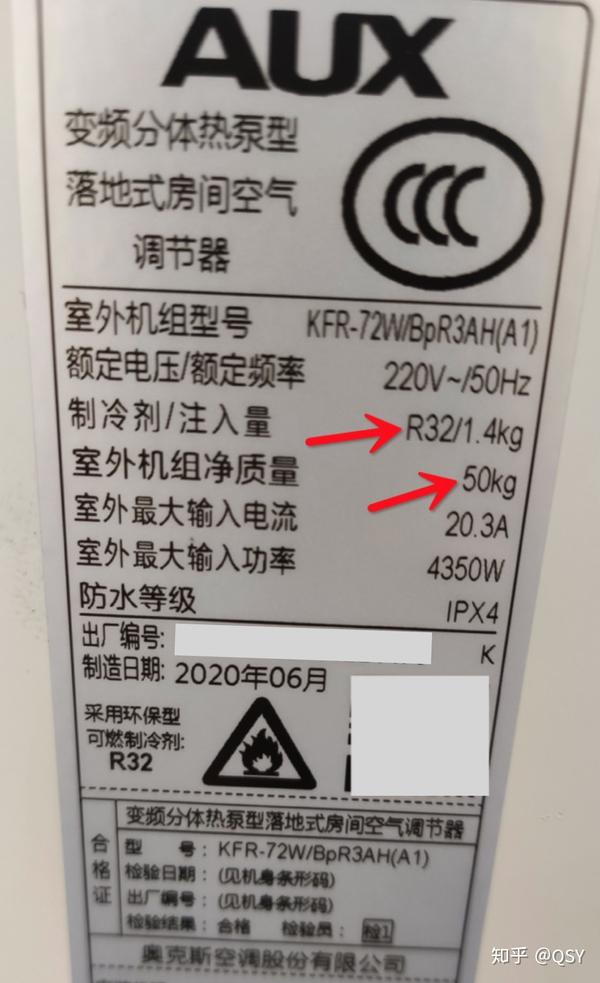 AUX
变频分体热泵型
落地式房间空气
调节器
CCC
室外机组型号 KFR-72W/BpR3AH(A1)
额定电压/额定频率 220V~/50Hz
制冷剂/注入量 R32/1.4kg
室外机组净质量 50kg
室外最大输入电流 20.3A
室外最大输入功率 4350W
防水等级 IPX4
出厂编号: K
制造日期: 2020年06月
采用环保型
可燃制冷剂:
R32
变频分体热泵型落地式房间空气调节器
合格证
型 号: KFR-72W/BpR3AH(A1)
检验日期: (见机身条形码)
出厂编号: (见机身条形码)
检验结果: 合格 检验员: 检1
奥克斯空调股份有限公司
知乎 @QSY